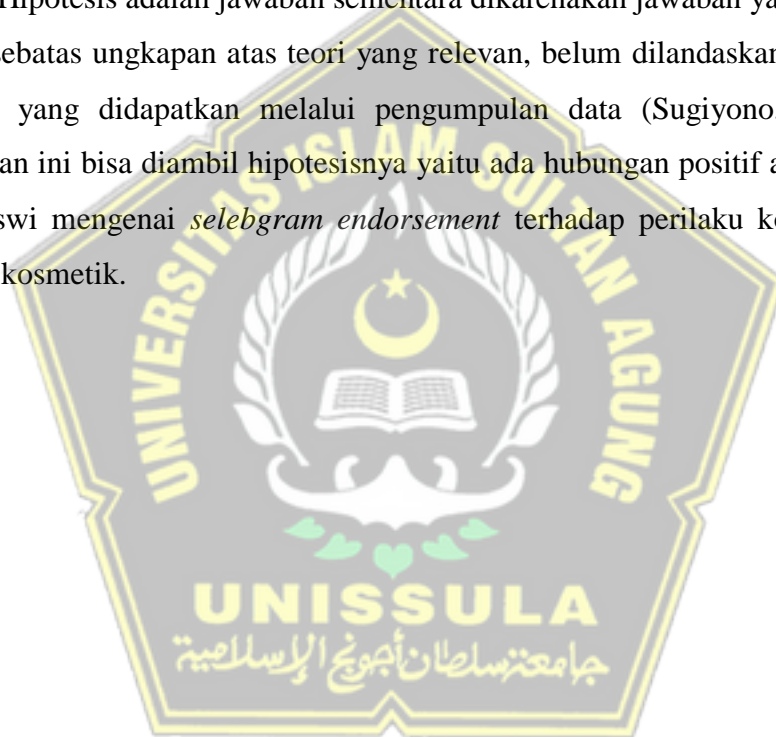 Hipotesis adalah jawaban sementara dikarenakan jawaban ya
sebatas ungkapan atas teori yang relevan, belum dilandaskan
yang didapatkan melalui pengumpulan data (Sugiyono,
an ini bisa diambil hipotesisnya yaitu ada hubungan positif a
swi mengenai selebgram endorsement terhadap perilaku ko
kosmetik.
UNIVERSITAS ISLAM SULTAN AGUNG
UNISSULA
جامعتسلطان أجونج الإسلامية